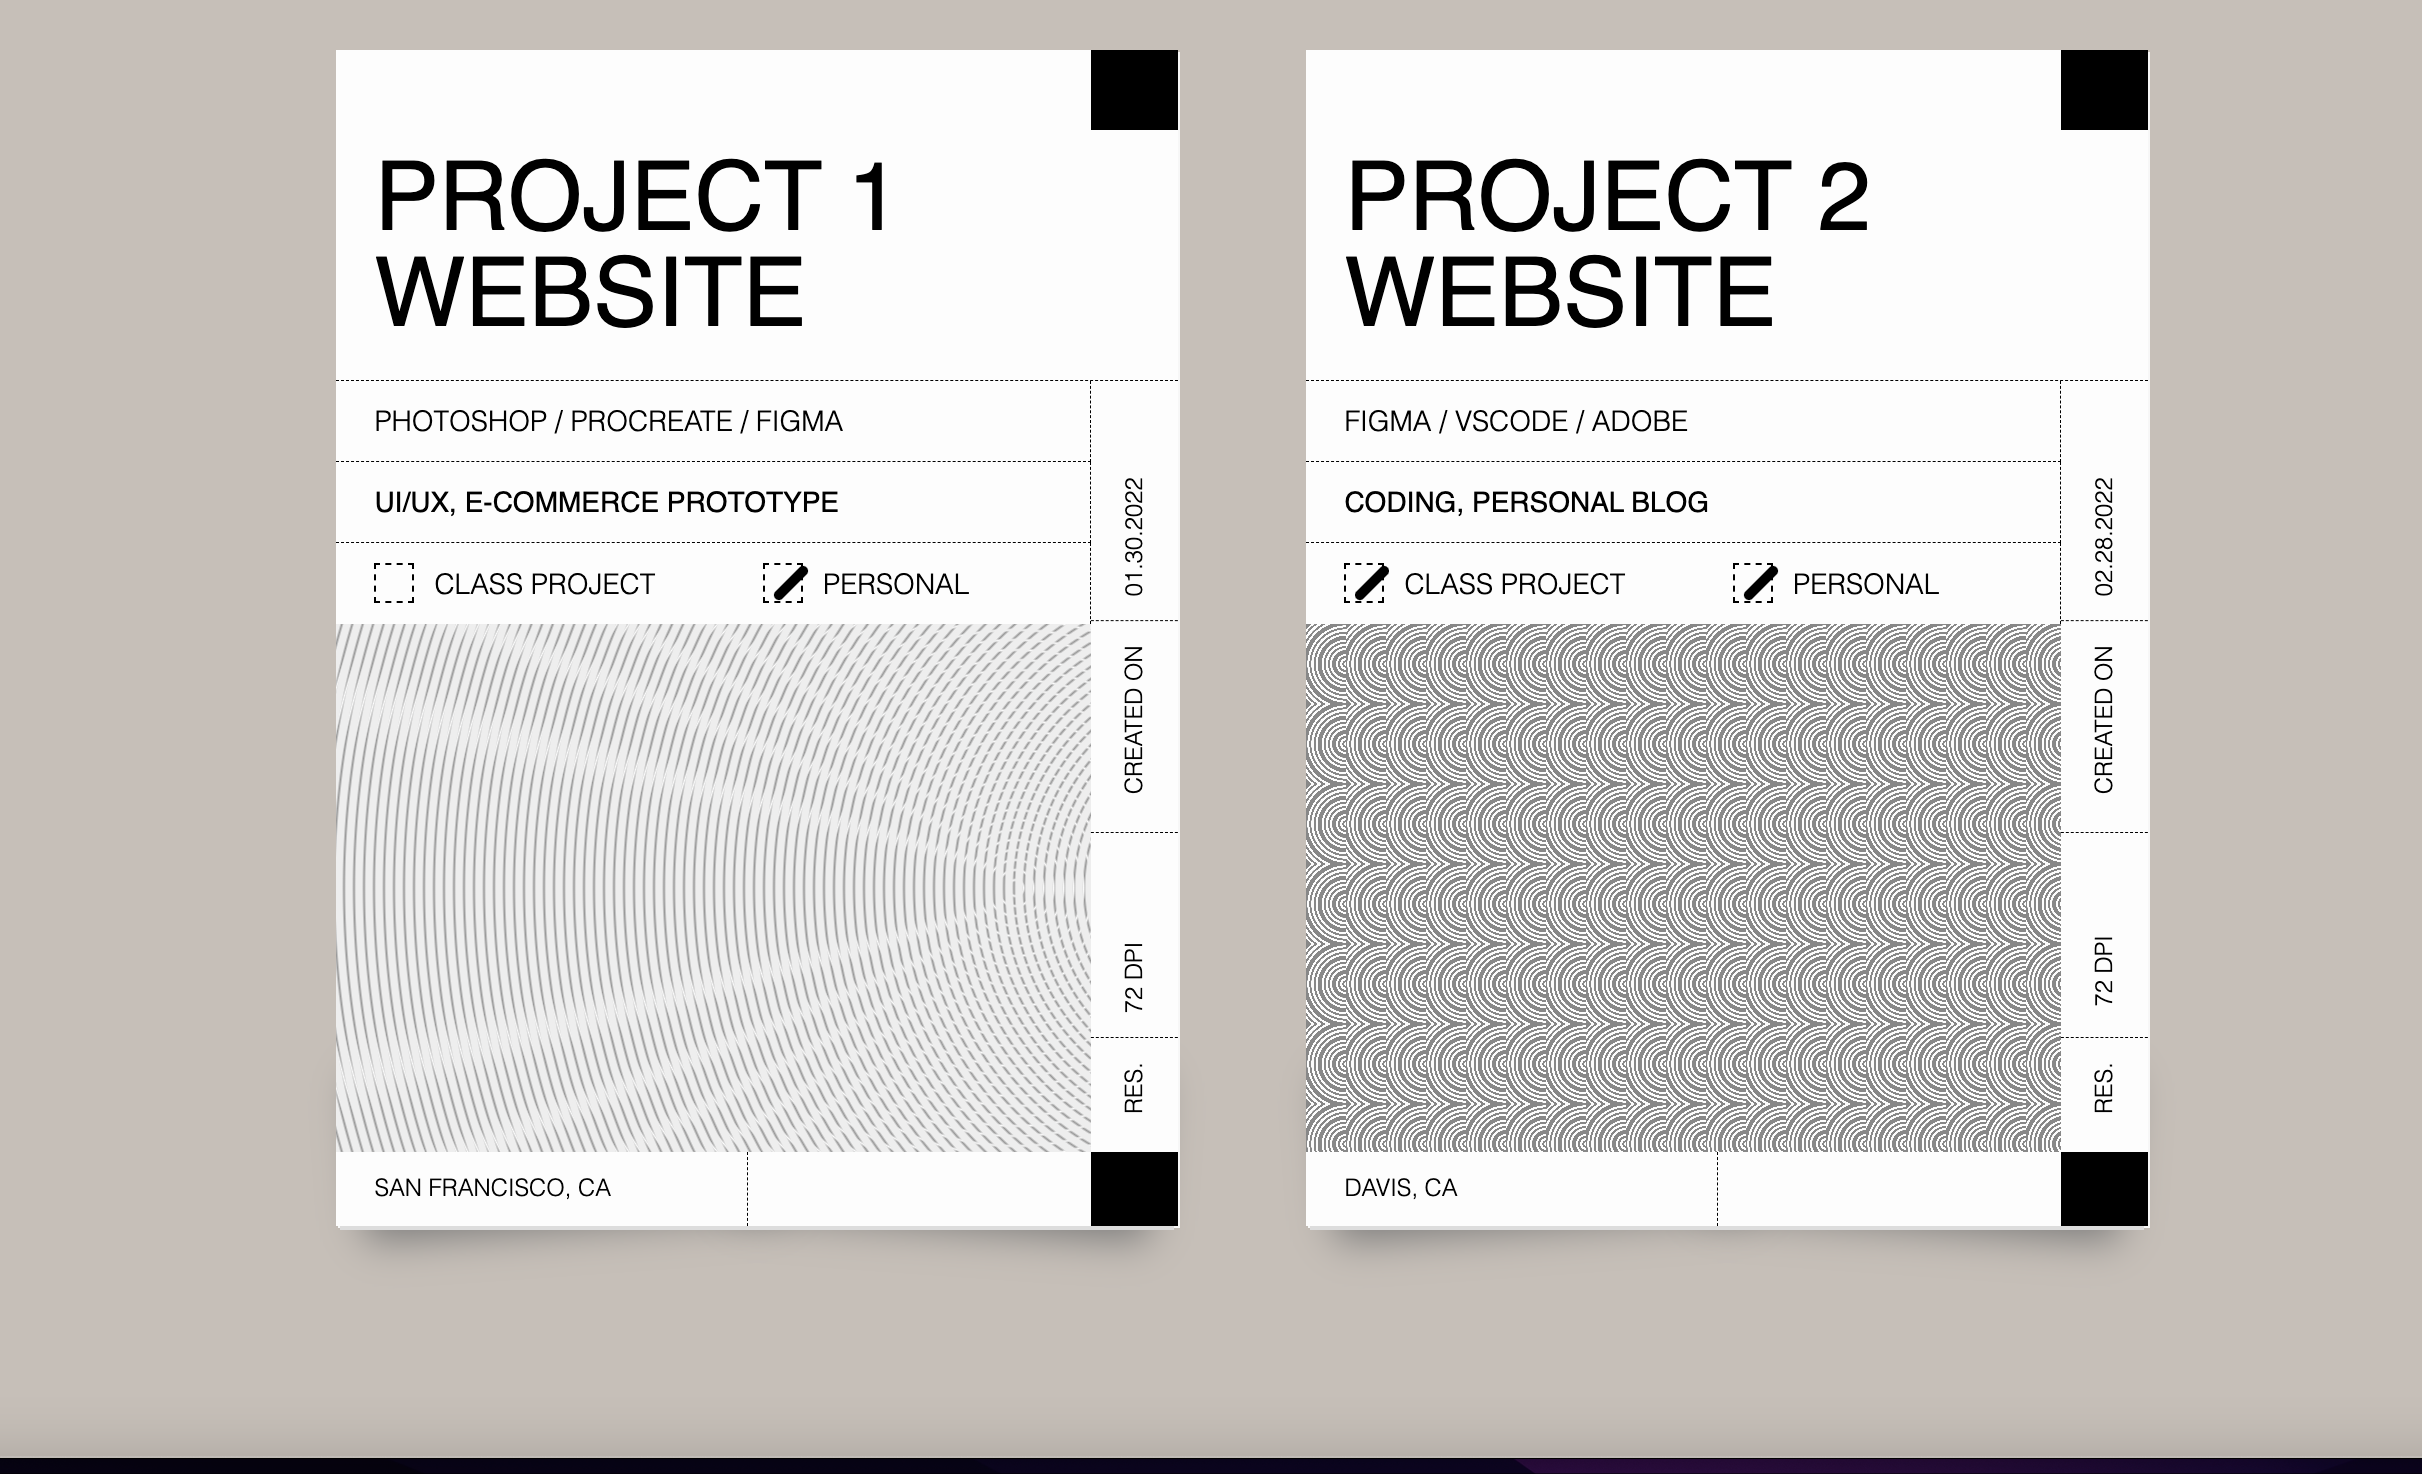 PROJECT 1
WEBSITE
PHOTOSHOP / PROCREATE / FIGMA
UI/UX, E-COMMERCE PROTOTYPE
CLASS PROJECT
PERSONAL
01.30.2022
CREATED ON
72 DPI
RES.
SAN FRANCISCO, CA
PROJECT 2
WEBSITE
FIGMA / VSCODE / ADOBE
CODING, PERSONAL BLOG
CLASS PROJECT
PERSONAL
02.28.2022
CREATED ON
72 DPI
RES.
DAVIS, CA